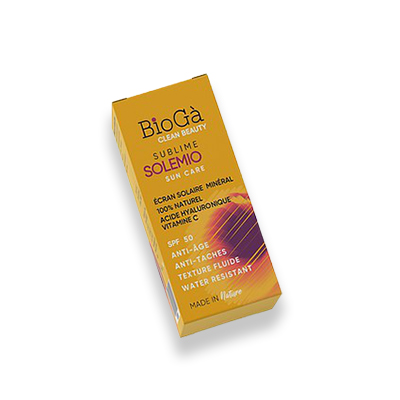 BioGà
CLEAN BEAUTY
SUBLIME
SOLEMIO
SUN CARE
ÉCRAN SOLAIRE MINÉRAL
100% NATUREL
ACIDE HYALURONIQUE
VITAMINE C
SPF 50
ANTI-ÂGE
ANTI-TACHES
TEXTURE FLUIDE
WATER RESISTANT
MADE IN Nature